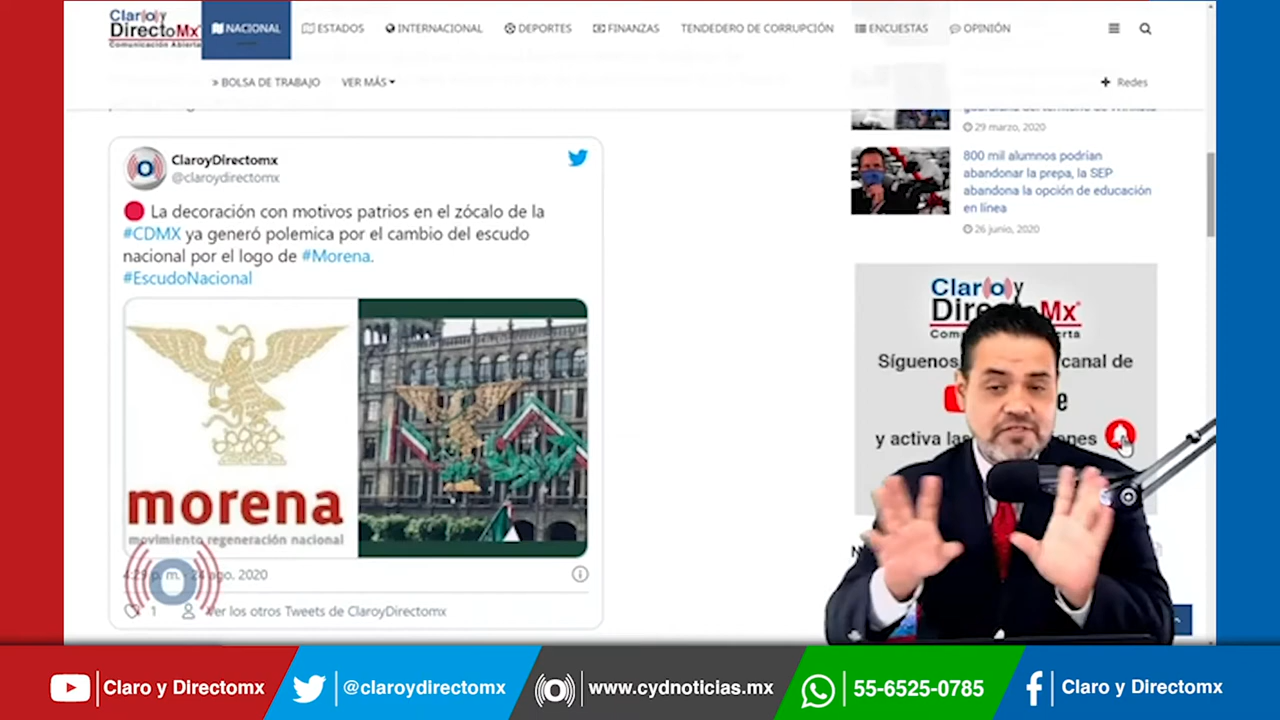 Claro y
DirectoMx
Comunicación Abierta
NACIONAL
ESTADOS
INTERNACIONAL
DEPORTES
FINANZAS
TENDEDERO DE CORRUPCIÓN
ENCUESTAS
OPINIÓN
» BOLSA DE TRABAJO
VER MÁS
+ Redes
29 marzo, 2020
800 mil alumnos podrían
abandonar la prepa, la SEP
abandona la opción de educación
en línea
26 junio, 2020
ClaroyDirectomx
@claroydirectomx
La decoración con motivos patrios en el zócalo de la
#CDMX ya generó polemica por el cambio del escudo
nacional por el logo de #Morena.
#EscudoNacional
morena
movimiento regeneración nacional
4:29 p. m. · 24 ago. 2020
1
Ver los otros Tweets de ClaroyDirectomx
Claro y
Mx
Síguenos canal de
y activa las
Claro y Directomx
@claroydirectomx
www.cydnoticias.mx
55-6525-0785
Claro y Directomx